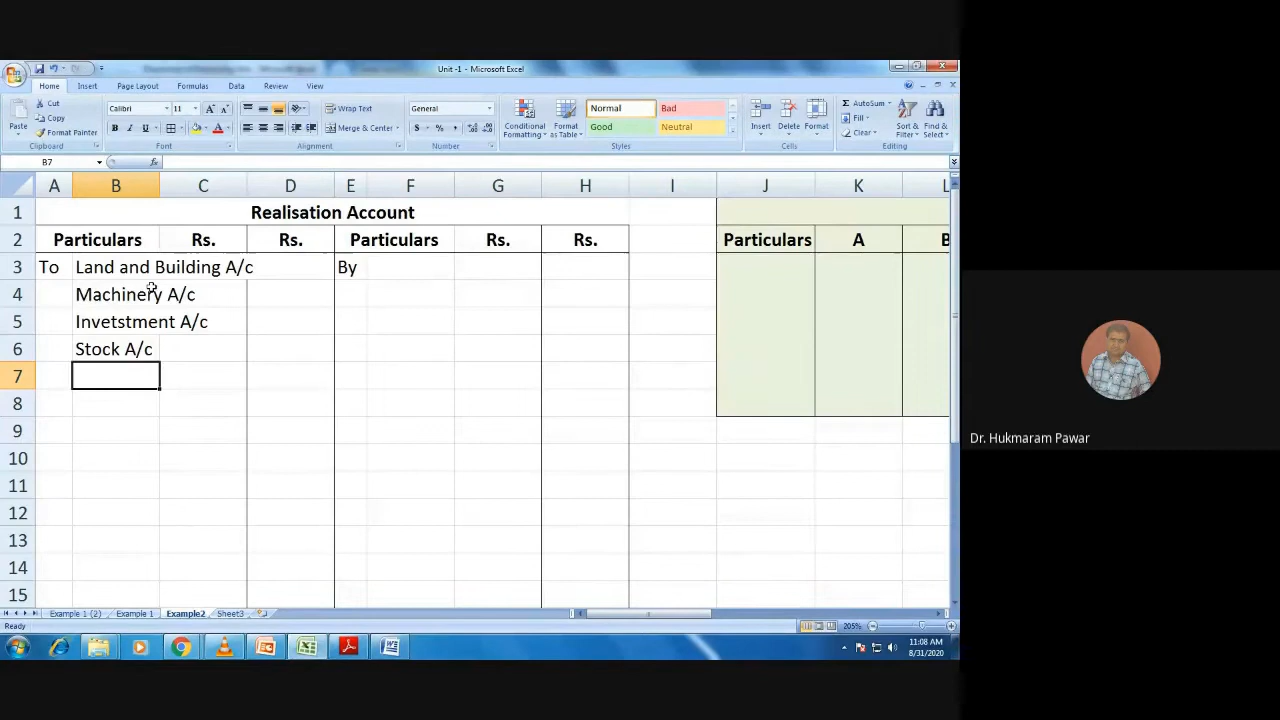 Unit -1 - Microsoft Excel
Home Insert Page Layout Formulas Data Review View
Cut
Copy
Format Painter
Paste
Clipboard
Calibri 11
Font
Wrap Text
Merge & Center
Alignment
General
Number
Conditional Formatting
Format as Table
Normal Bad
Good Neutral
Styles
Insert Delete Format
Cells
AutoSum
Fill
Clear
Sort & Filter
Find & Select
Editing
B7
A B C D E F G H I J K L
1 Realisation Account
2 Particulars Rs. Rs. Particulars Rs. Rs. Particulars A B
3 To Land and Building A/c By
4 Machinery A/c
5 Invetstment A/c
6 Stock A/c
7
8
9
10
11
12
13
14
15
Example 1 (2) Example 1 Example2 Sheet3
Ready 205%
11:08 AM
8/31/2020
Dr. Hukmaram Pawar